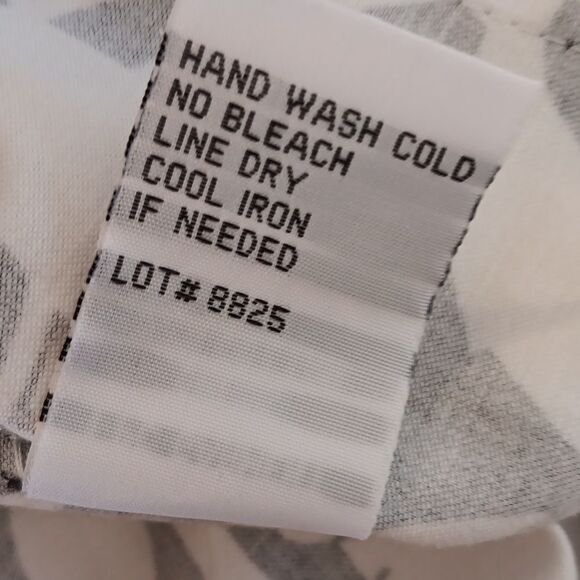 HAND WASH COLD
NO BLEACH
LINE DRY
COOL IRON
IF NEEDED
LOT# 8825